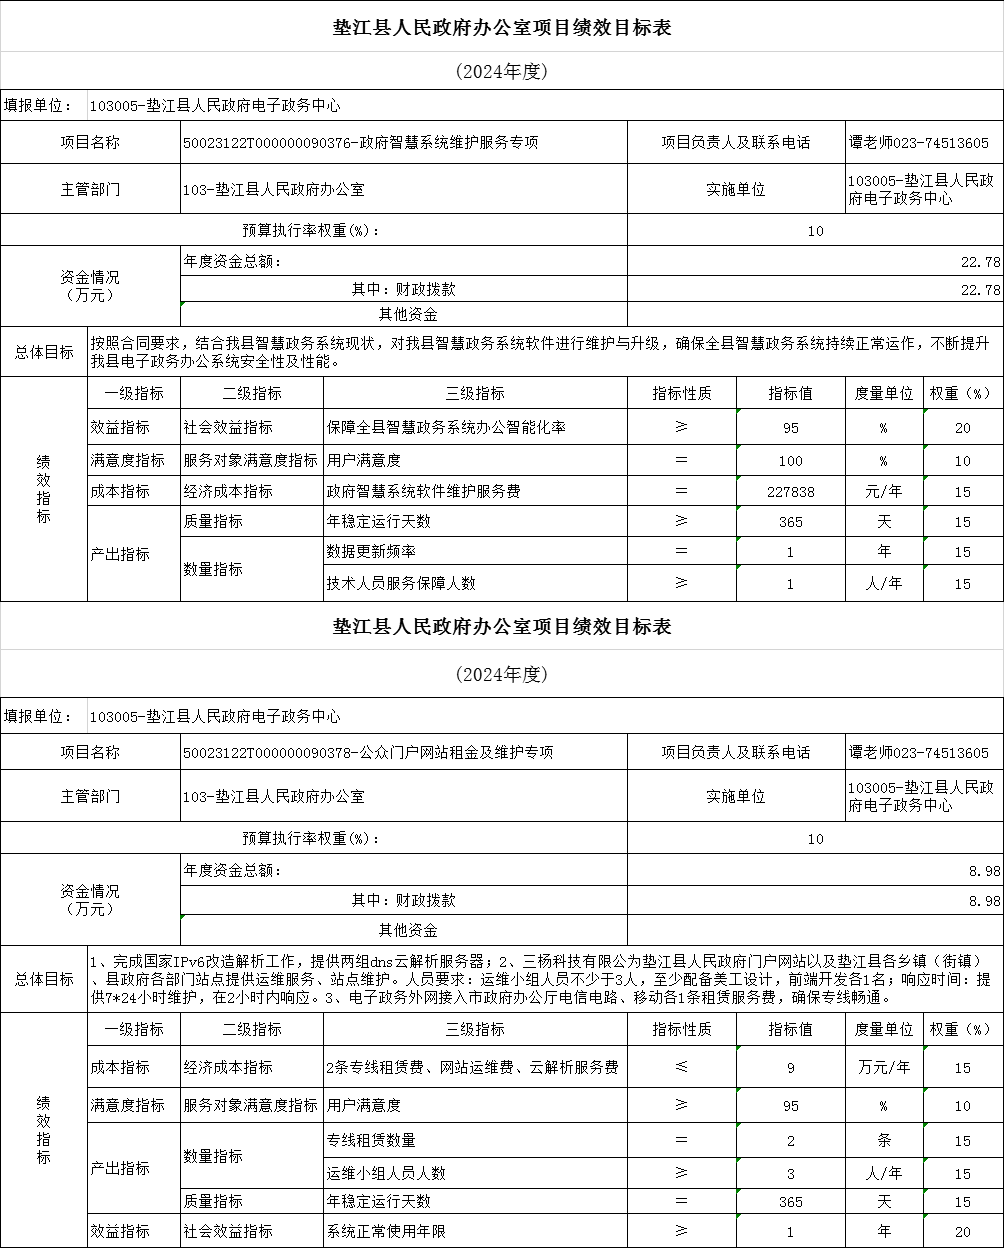 垫江县人民政府办公室项目绩效目标表
(2024年度)
填报单位： 103005-垫江县人民政府电子政务中心
项目名称 50023122T000000090376-政府智慧系统维护服务专项 项目负责人及联系电话 谭老师023-74513605
主管部门 103-垫江县人民政府办公室 实施单位 103005-垫江县人民政
府电子政务中心
预算执行率权重(%)： 10
资金情况
（万元）
年度资金总额： 22.78
其中：财政拨款 22.78
其他资金
总体目标
按照合同要求，结合我县智慧政务系统现状，对我县智慧政务系统软件进行维护与升级，确保全县智慧政务系统持续正常运作，不断提升
我县电子政务办公系统安全性及性能。
绩
效
指
标
一级指标 二级指标 三级指标 指标性质 指标值 度量单位 权重（%）
效益指标 社会效益指标 保障全县智慧政务系统办公智能化率 ≥ 95 % 20
满意度指标 服务对象满意度指标 用户满意度 ＝ 100 % 10
成本指标 经济成本指标 政府智慧系统软件维护服务费 ＝ 227838 元/年 15
产出指标 质量指标 年稳定运行天数 ≥ 365 天 15
数量指标 数据更新频率 ＝ 1 年 15
技术人员服务保障人数 ≥ 1 人/年 15
垫江县人民政府办公室项目绩效目标表
(2024年度)
填报单位： 103005-垫江县人民政府电子政务中心
项目名称 50023122T000000090378-公众门户网站租金及维护专项 项目负责人及联系电话 谭老师023-74513605
主管部门 103-垫江县人民政府办公室 实施单位 103005-垫江县人民政
府电子政务中心
预算执行率权重(%)： 10
资金情况
（万元）
年度资金总额： 8.98
其中：财政拨款 8.98
其他资金
总体目标
1、完成国家IPv6改造解析工作，提供两组dns云解析服务器；2、三杨科技有限公为垫江县人民政府门户网站以及垫江县各乡镇（街镇）
、县政府各部门站点提供运维服务、站点维护。人员要求：运维小组人员不少于3人，至少配备美工设计，前端开发各1名；响应时间：提
供7*24小时维护，在2小时内响应。3、电子政务外网接入市政府办公厅电信电路、移动各1条租赁服务费，确保专线畅通。
绩
效
指
标
一级指标 二级指标 三级指标 指标性质 指标值 度量单位 权重（%）
成本指标 经济成本指标 2条专线租赁费、网站运维费、云解析服务费 ≤ 9 万元/年 15
满意度指标 服务对象满意度指标 用户满意度 ≥ 95 % 10
产出指标 数量指标 专线租赁数量 ＝ 2 条 15
运维小组人员人数 ≥ 3 人/年 15
质量指标 年稳定运行天数 ＝ 365 天 15
效益指标 社会效益指标 系统正常使用年限 ≥ 1 年 20